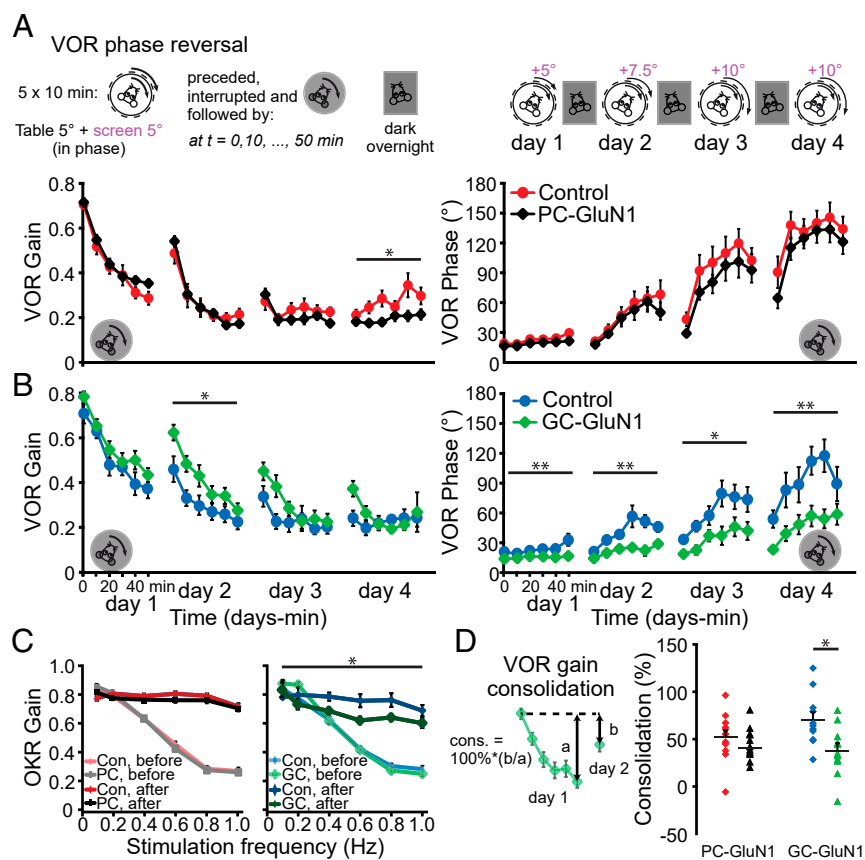 A
VOR phase reversal
5 x 10 min:
Table 5° + screen 5°
(in phase)
preceded,
interrupted and
followed by:
at t = 0,10, ..., 50 min
dark
overnight
+5° +7.5° +10° +10°
day 1 day 2 day 3 day 4
VOR Gain
0.8
0.6
0.4
0.2
0
*
VOR Phase (°)
180
150
120
90
60
30
0
Control
PC-GluN1
B
VOR Gain
0.8
0.6
0.4
0.2
0
*
0 20 40 min
day 1 day 2 day 3 day 4
Time (days-min)
VOR Phase (°)
180
150
120
90
60
30
0
Control
GC-GluN1
** ** * **
0 20 40 min
day 1 day 2 day 3 day 4
Time (days-min)
C
OKR Gain
1.0
0.8
0.6
0.4
0.2
0
Con, before
PC, before
Con, after
PC, after
0 0.2 0.4 0.6 0.8 1.0
*
Con, before
GC, before
Con, after
GC, after
0 0.2 0.4 0.6 0.8 1.0
Stimulation frequency (Hz)
D
VOR gain
consolidation
cons. =
100%*(b/a)
a
b
day 1
day 2
Consolidation (%)
150
100
50
0
-50
*
PC-GluN1 GC-GluN1